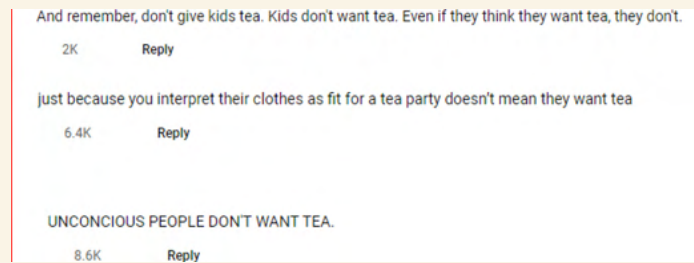 And remember, don't give kids tea. Kids don't want tea. Even if they think they want tea, they don't.
2K Reply
just because you interpret their clothes as fit for a tea party doesn't mean they want tea
6.4K Reply
UNCONCIOUS PEOPLE DON'T WANT TEA.
8.6K Reply